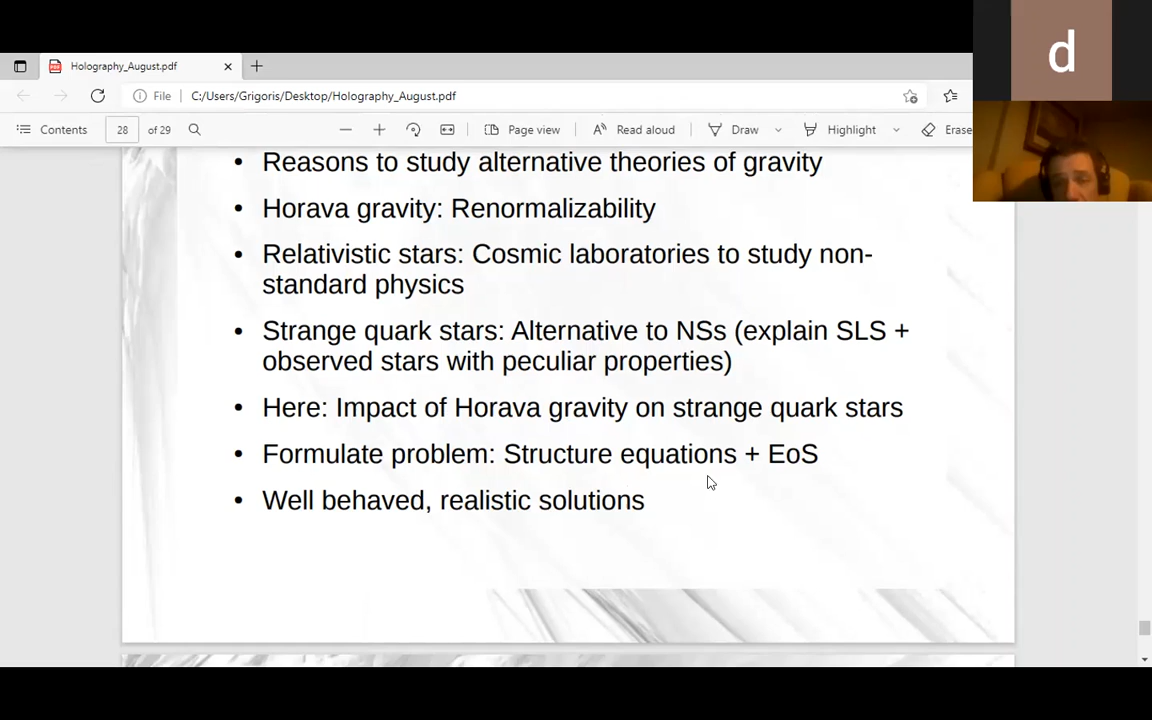 d
Holography_August.pdf
File C:/Users/Grigoris/Desktop/Holography_August.pdf
Contents 28 of 29 Page view Read aloud Draw Highlight Erase
• Reasons to study alternative theories of gravity
• Horava gravity: Renormalizability
• Relativistic stars: Cosmic laboratories to study non-
standard physics
• Strange quark stars: Alternative to NSs (explain SLS +
observed stars with peculiar properties)
• Here: Impact of Horava gravity on strange quark stars
• Formulate problem: Structure equations + EoS
• Well behaved, realistic solutions